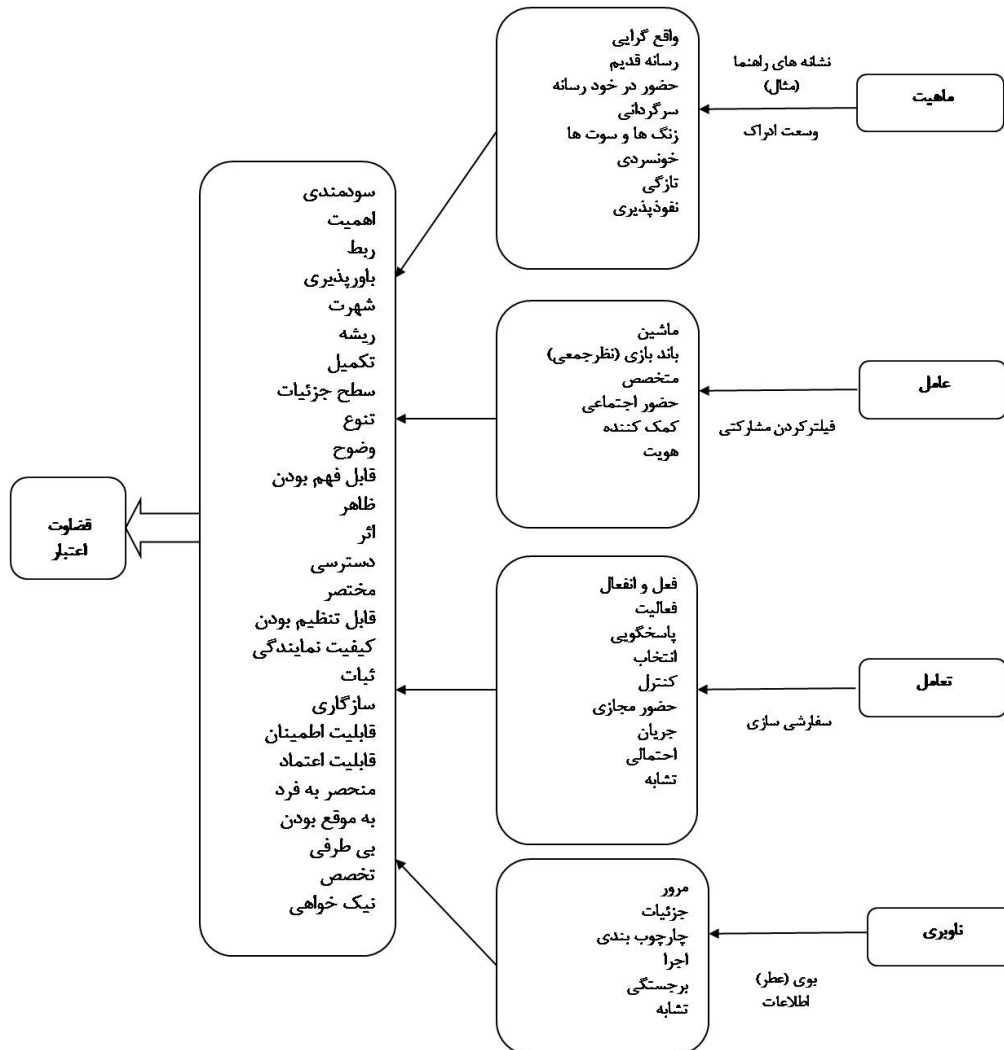 ماهیت
نشانه های راهنما
(مثال)
وسعت ادراک
واقع گرایی
رسانه قدیم
حضور در خود رسانه
سرگردانی
زنگ ها و سوت ها
خونسردی
تازگی
نفوذپذیری
عامل
فیلترکردن مشارکتی
ماشین
باند بازی (نظرجمعی)
متخصص
حضور اجتماعی
کمک کننده
هویت
تعامل
سفارشی سازی
فعل و انفعال
فعالیت
پاسخگویی
انتخاب
کنترل
حضور مجازی
جریان
احتمالی
تشابه
ناوبری
بوی (عطر)
اطلاعات
مرور
جزئیات
چارچوب بندی
اجرا
برجستگی
تشابه
سودمندی
اهمیت
ربط
باورپذیری
شهرت
ریشه
تکمیل
سطح جزئیات
تنوع
وضوح
قابل فهم بودن
ظاهر
اثر
دسترسی
مختصر
قابل تنظیم بودن
کیفیت نمایندگی
ثبات
سازگاری
قابلیت اطمینان
قابلیت اعتماد
منحصر به فرد
به موقع بودن
بی طرفی
تخصص
نیک خواهی
قضاوت
اعتبار